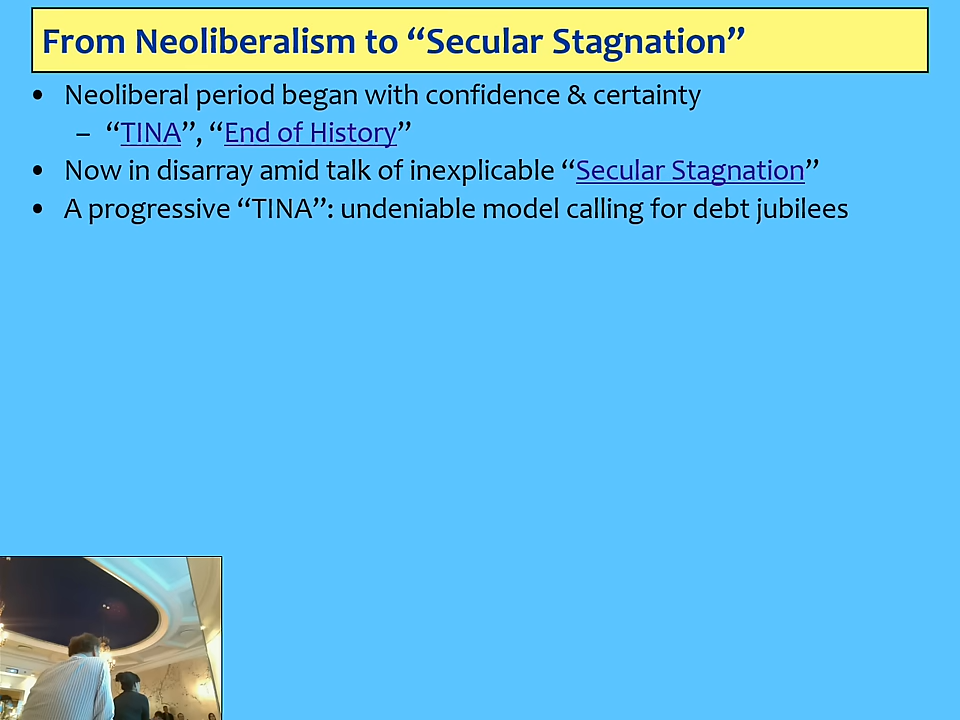 From Neoliberalism to “Secular Stagnation”
• Neoliberal period began with confidence & certainty
– “TINA”, “End of History”
• Now in disarray amid talk of inexplicable “Secular Stagnation”
• A progressive “TINA”: undeniable model calling for debt jubilees